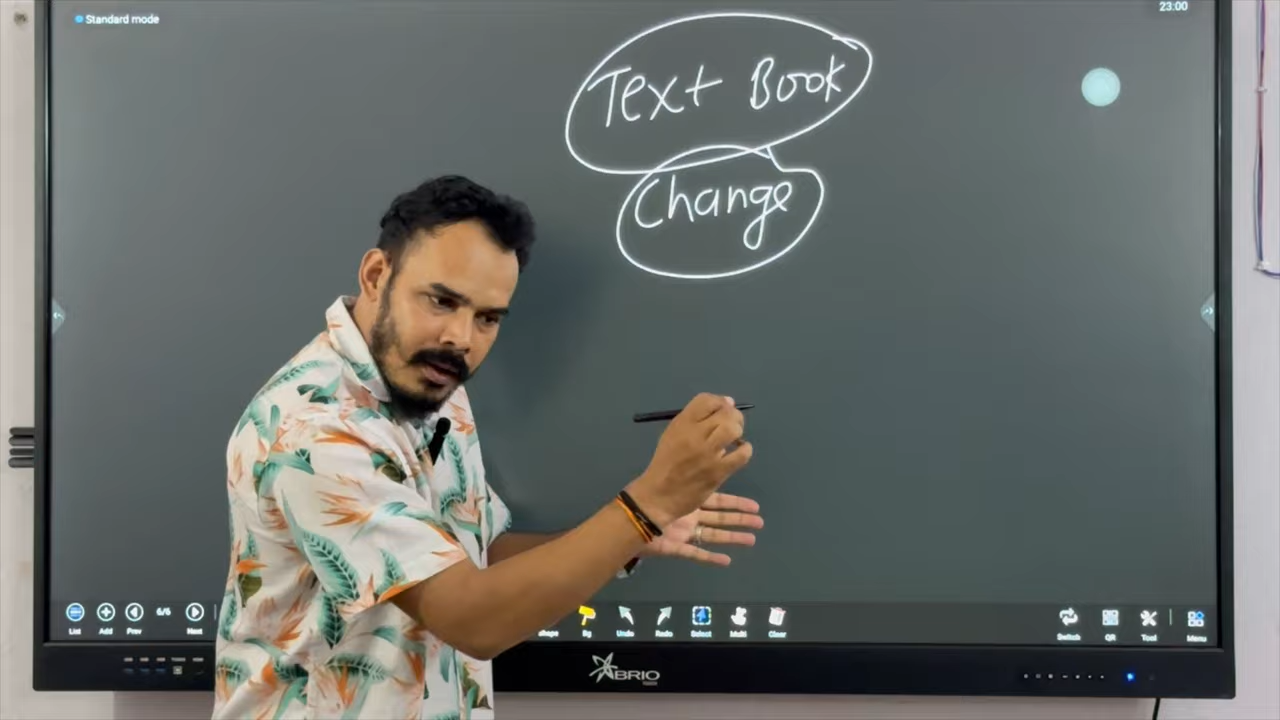 Standard mode
23:00
Text Book
Change
List
Add
Prev
6/6
Next
hape
Bg
Undo
Redo
Select
Multi
Clear
Switch
QR
Tool
Menu
ABRIO